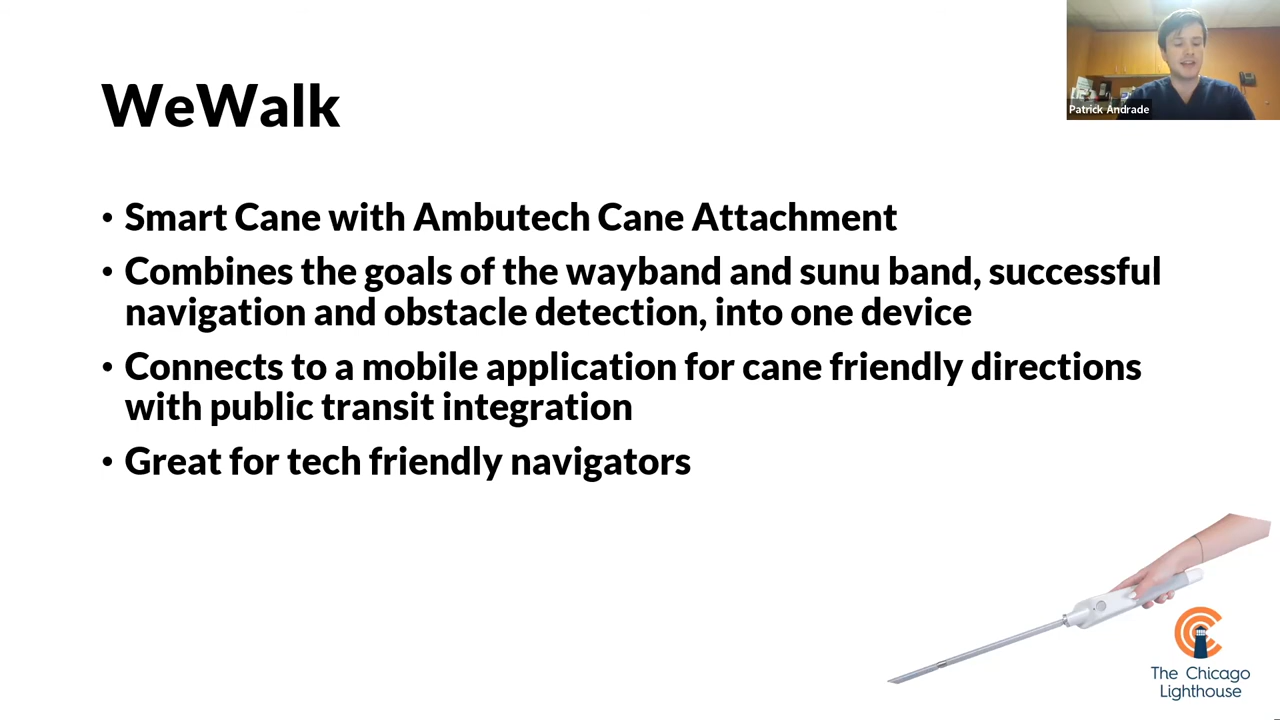 WeWalk
Patrick Andrade
• Smart Cane with Ambutech Cane Attachment
• Combines the goals of the wayband and sunu band, successful
navigation and obstacle detection, into one device
• Connects to a mobile application for cane friendly directions
with public transit integration
• Great for tech friendly navigators
The Chicago
Lighthouse